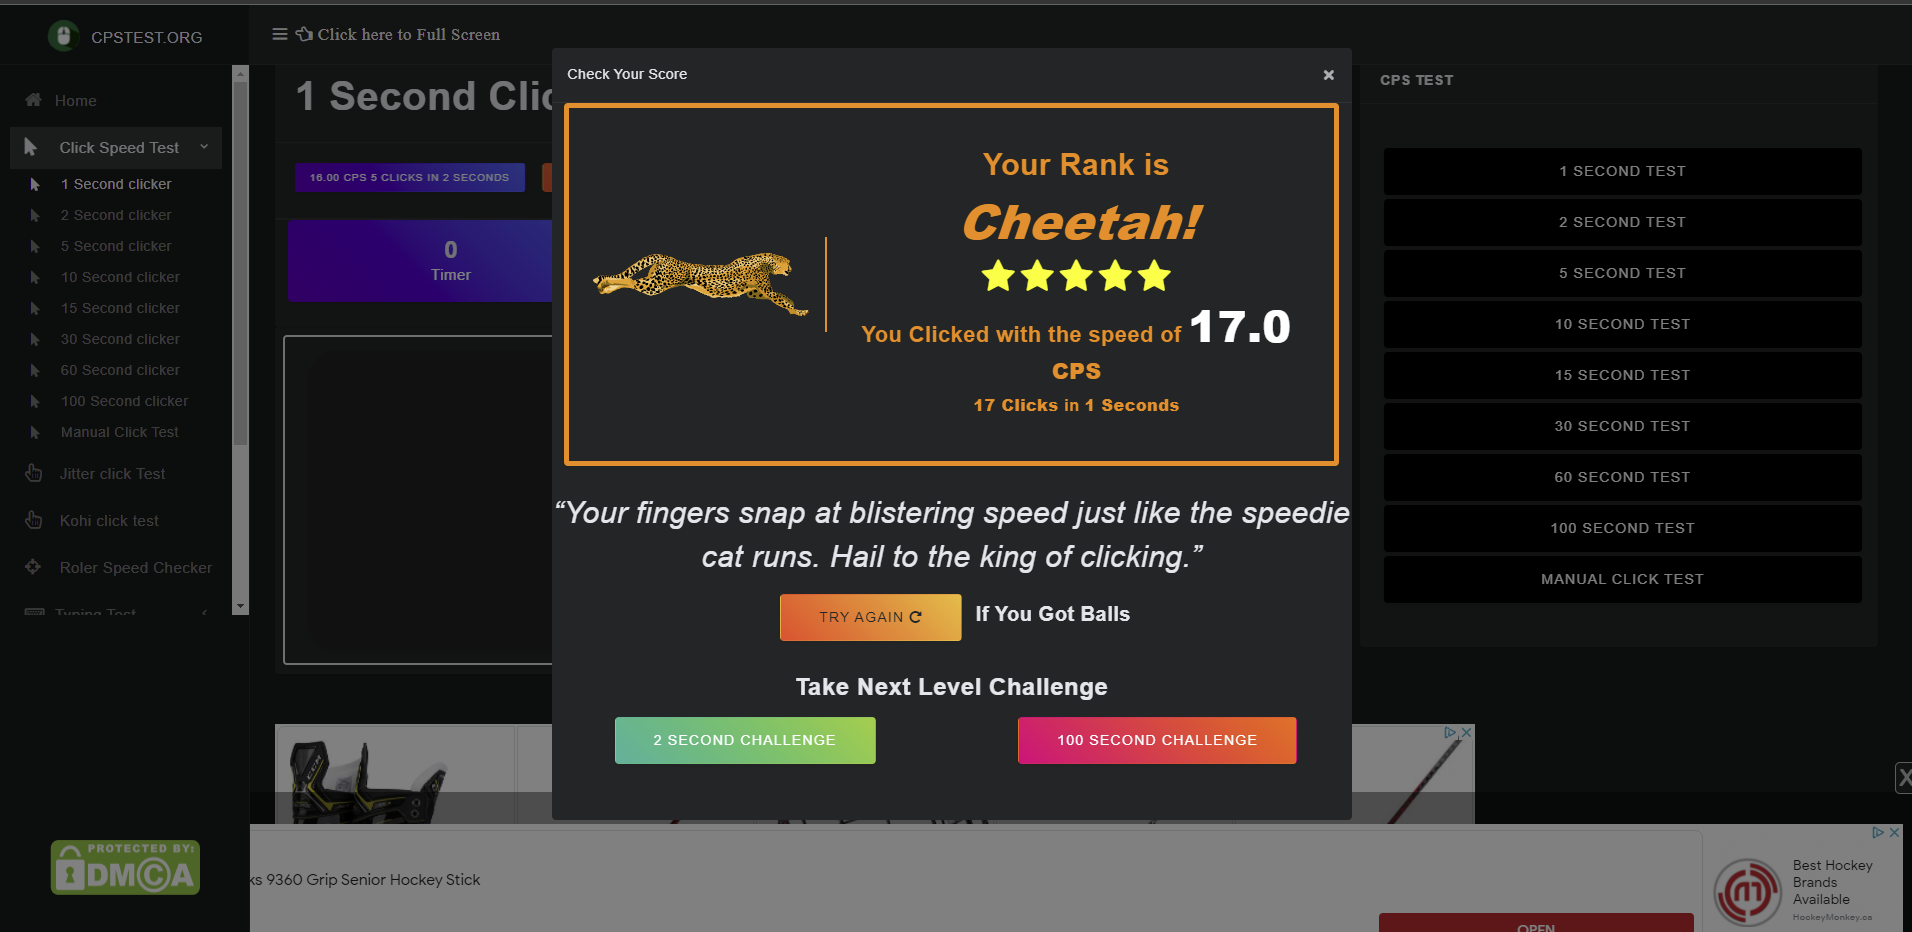 CPSTEST.ORG
Click here to Full Screen
Home
Click Speed Test
1 Second clicker
2 Second clicker
5 Second clicker
10 Second clicker
15 Second clicker
30 Second clicker
60 Second clicker
100 Second clicker
Manual Click Test
Jitter click Test
Kohi click test
Roler Speed Checker
Typing Test
PROTECTED BY:
DMCA
1 Second Clic
16.00 CPS 5 CLICKS IN 2 SECONDS
0
Timer
Check Your Score
Your Rank is
Cheetah!
You Clicked with the speed of 17.0
CPS
17 Clicks in 1 Seconds
“Your fingers snap at blistering speed just like the speedie
cat runs. Hail to the king of clicking.”
TRY AGAIN If You Got Balls
Take Next Level Challenge
2 SECOND CHALLENGE
100 SECOND CHALLENGE
CPS TEST
1 SECOND TEST
2 SECOND TEST
5 SECOND TEST
10 SECOND TEST
15 SECOND TEST
30 SECOND TEST
60 SECOND TEST
100 SECOND TEST
MANUAL CLICK TEST
CCM
X
ks 9360 Grip Senior Hockey Stick
Best Hockey
Brands
Available
HockeyMonkey.ca
OPEN